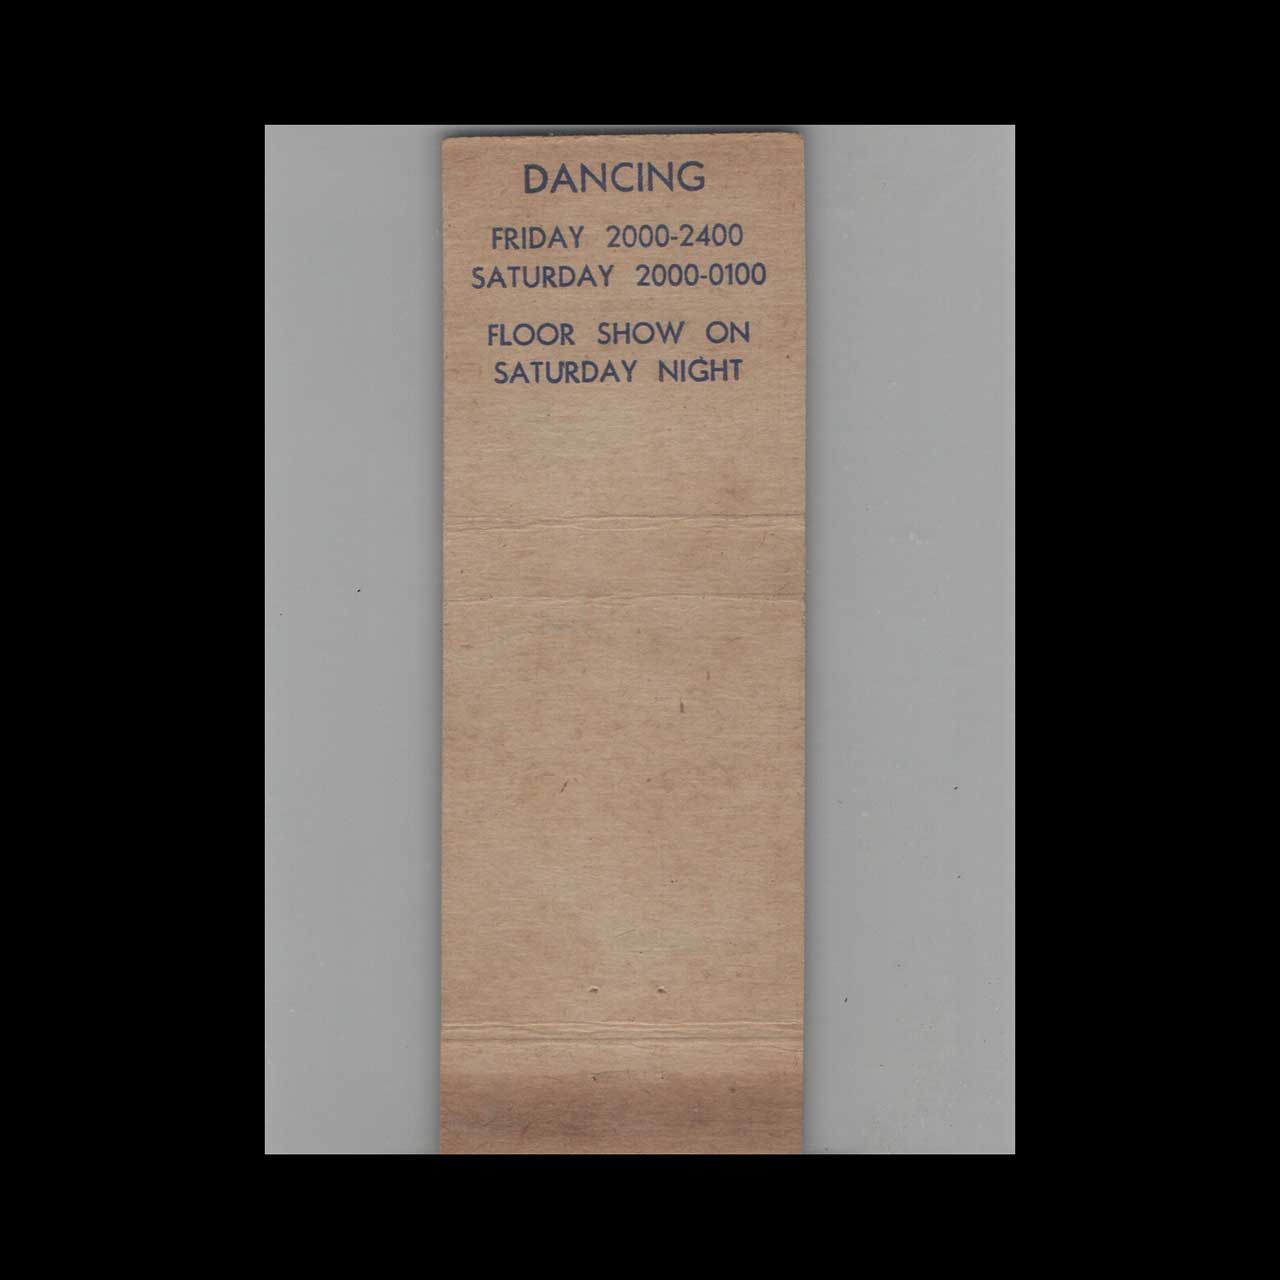 DANCING
FRIDAY 2000-2400
SATURDAY 2000-0100
FLOOR SHOW ON
SATURDAY NIGHT